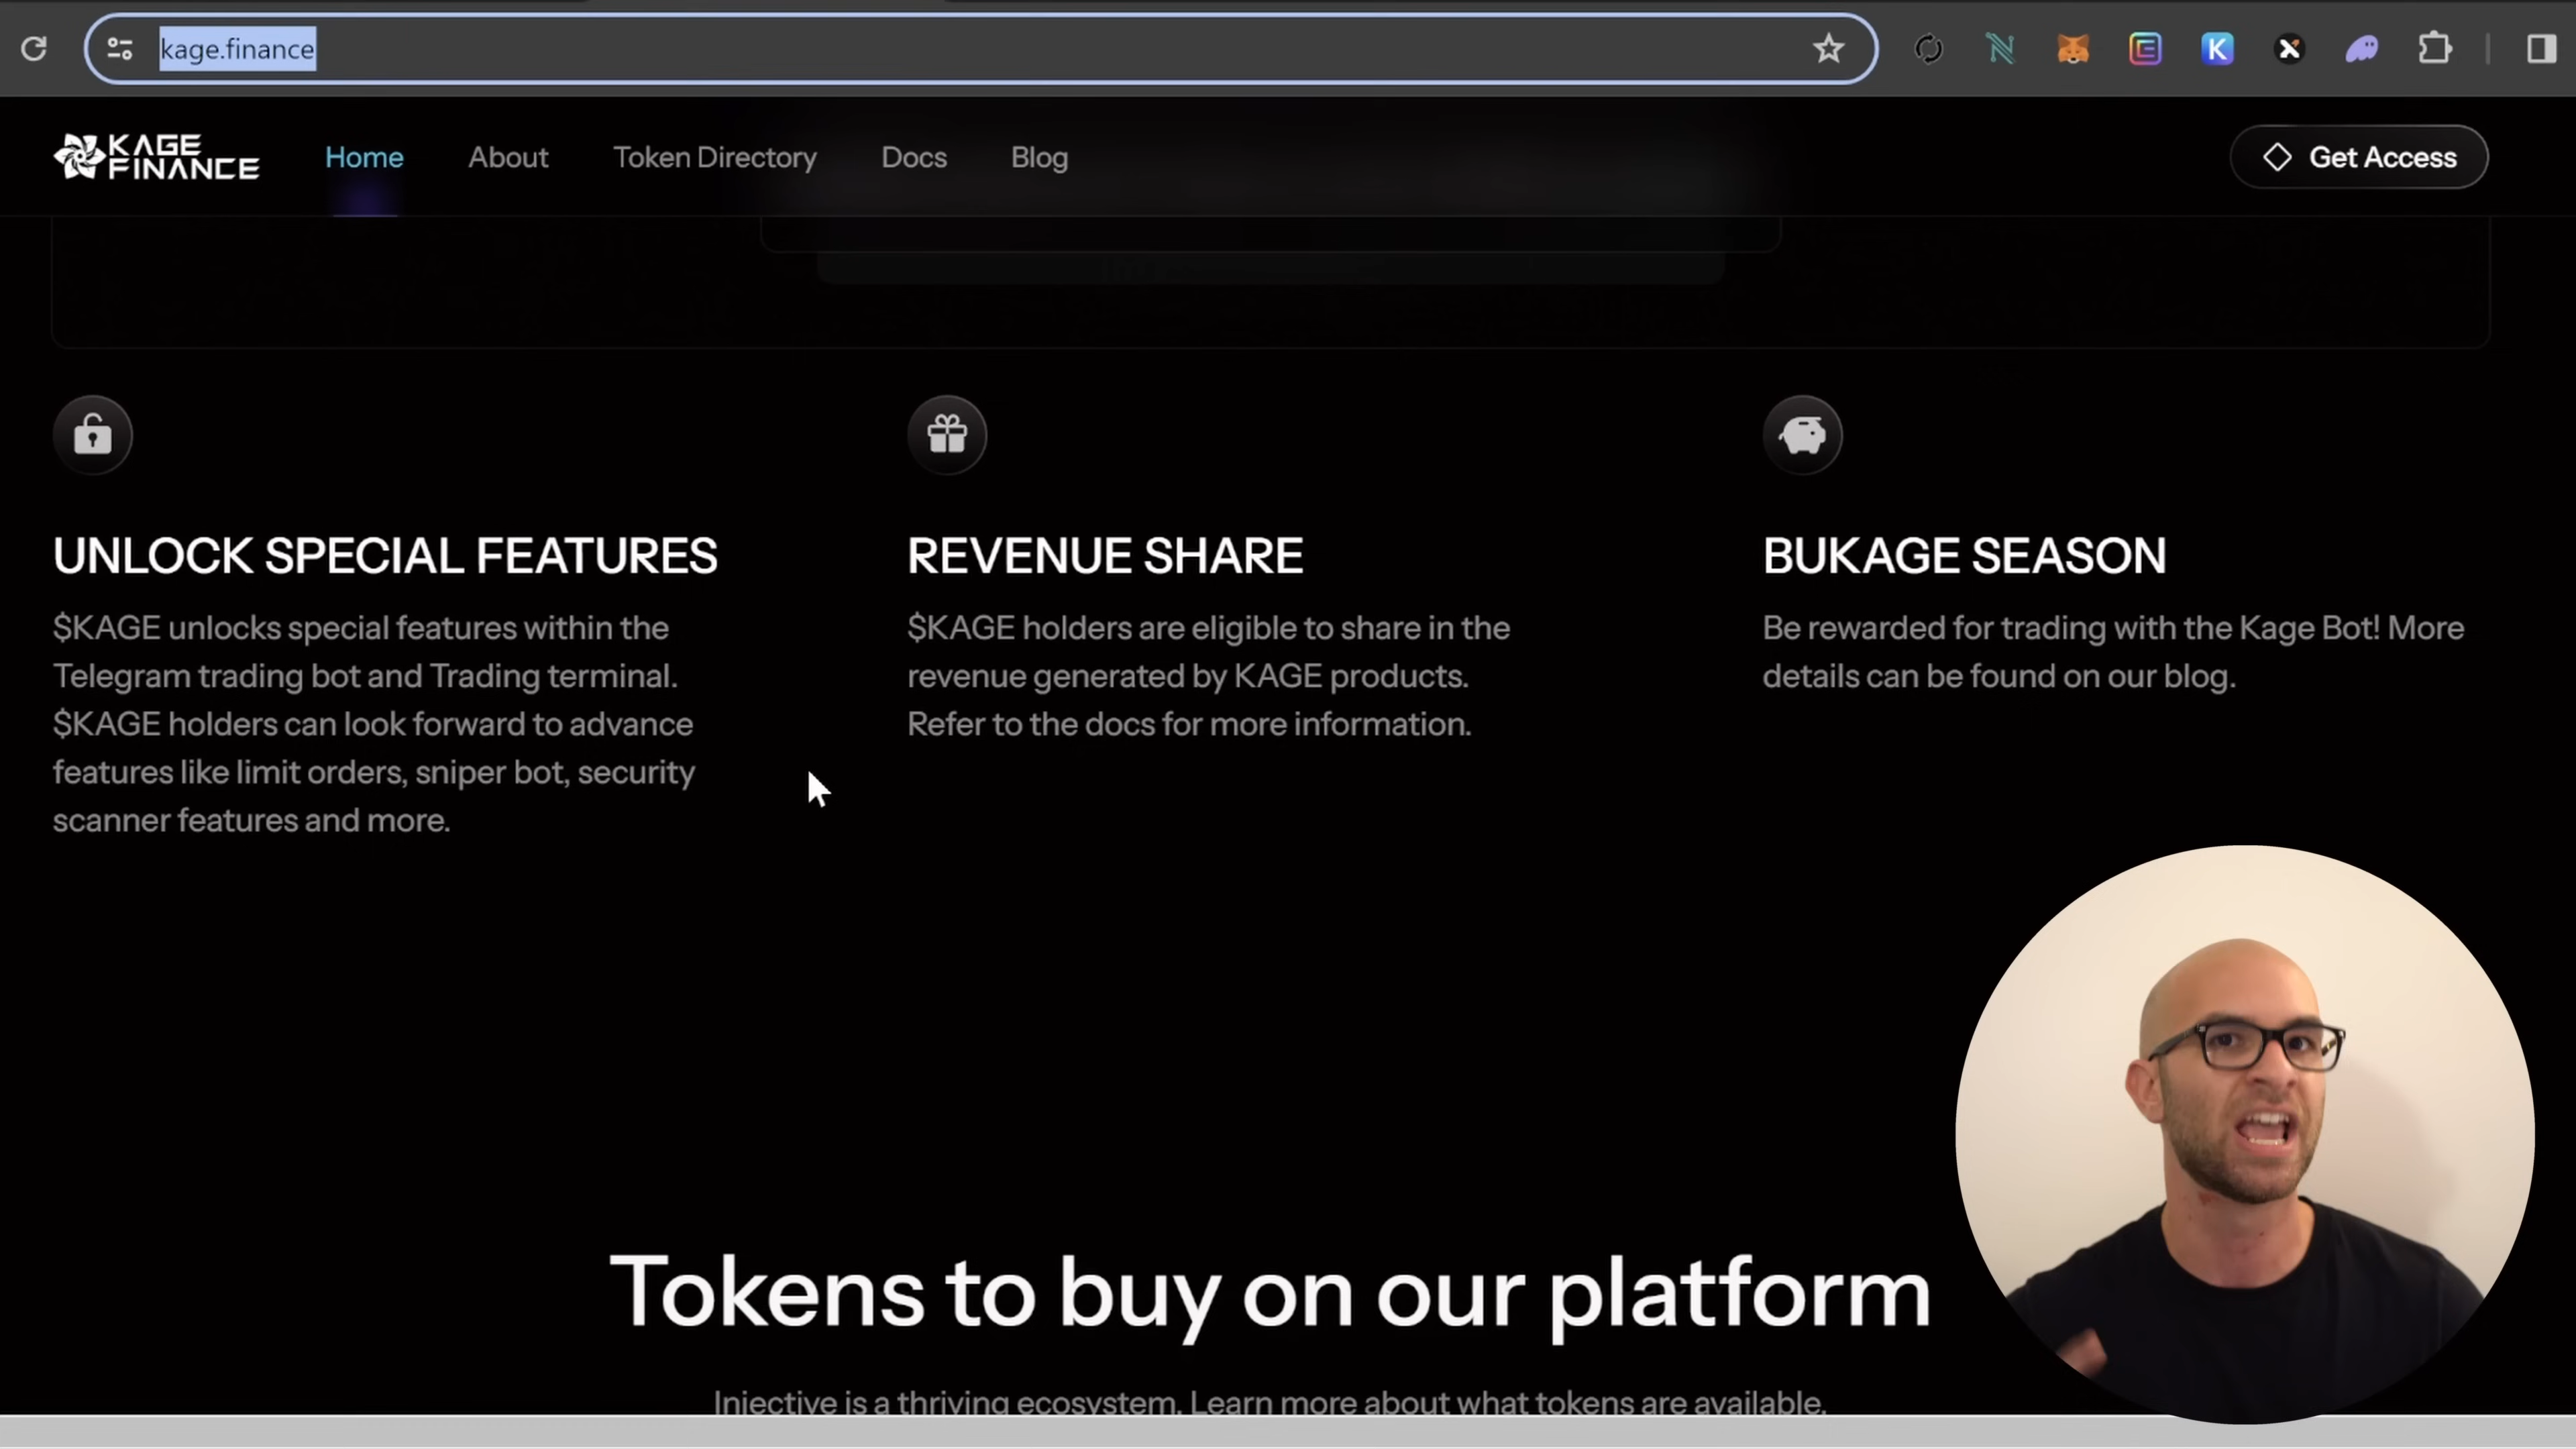 kage.finance
KAGE
FINANCE
Home
About
Token Directory
Docs
Blog
Get Access
UNLOCK SPECIAL FEATURES
$KAGE unlocks special features within the
Telegram trading bot and Trading terminal.
$KAGE holders can look forward to advance
features like limit orders, sniper bot, security
scanner features and more.
REVENUE SHARE
$KAGE holders are eligible to share in the
revenue generated by KAGE products.
Refer to the docs for more information.
BUKAGE SEASON
Be rewarded for trading with the Kage Bot! More
details can be found on our blog.
Tokens to buy on our platform
Injective is a thriving ecosystem. Learn more about what tokens are available.